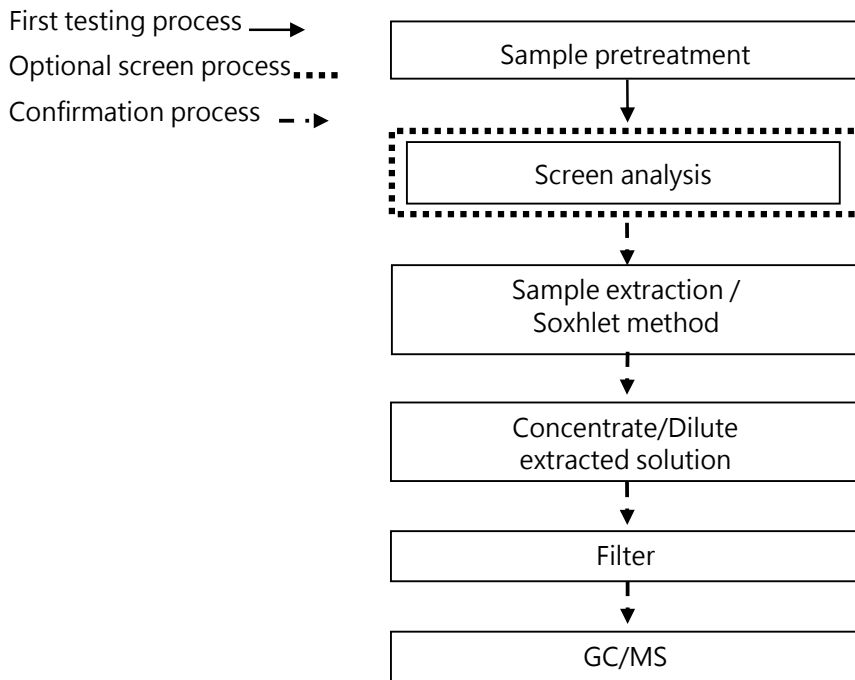 First testing process
Optional screen process
Confirmation process
Sample pretreatment
Screen analysis
Sample extraction /
Soxhlet method
Concentrate/Dilute
extracted solution
Filter
GC/MS